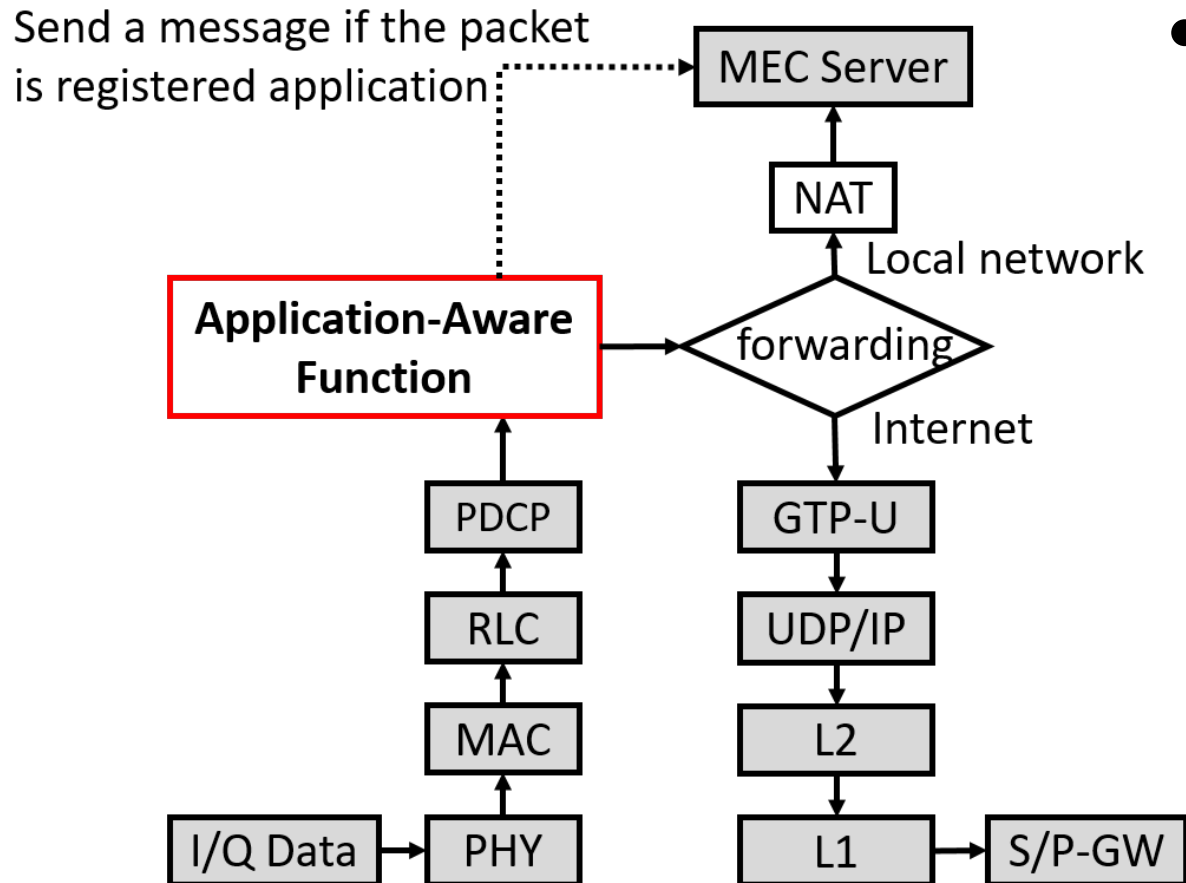 Send a message if the packet
is registered application
MEC Server
NAT
Local network
Application-Aware
Function
forwarding
Internet
PDCP
GTP-U
RLC
UDP/IP
MAC
L2
I/Q Data
PHY
L1
S/P-GW